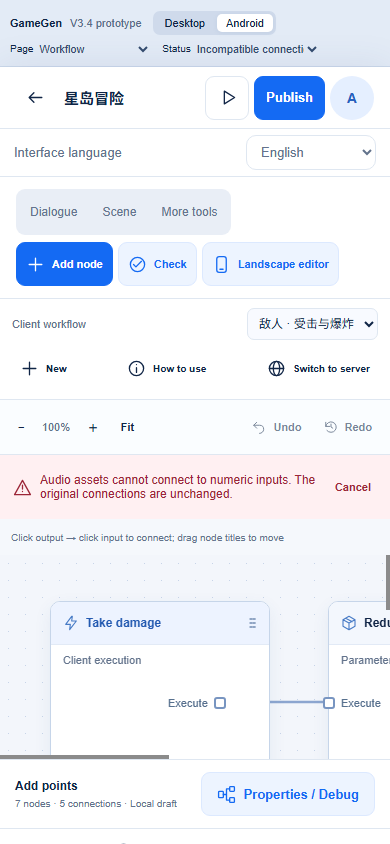 GameGen V3.4 prototype Desktop Android
Page Workflow Status Incompatible connecti
星岛冒险 Publish A
Interface language English
Dialogue Scene More tools
Add node Check Landscape editor
Client workflow 敌人 · 受击与爆炸
New How to use Switch to server
− 100% + Fit Undo Redo
Audio assets cannot connect to numeric inputs. The
original connections are unchanged. Cancel
Click output → click input to connect; drag node titles to move
Take damage Redu
Client execution Parameter
Execute Execute
Add points
7 nodes · 5 connections · Local draft
Properties / Debug